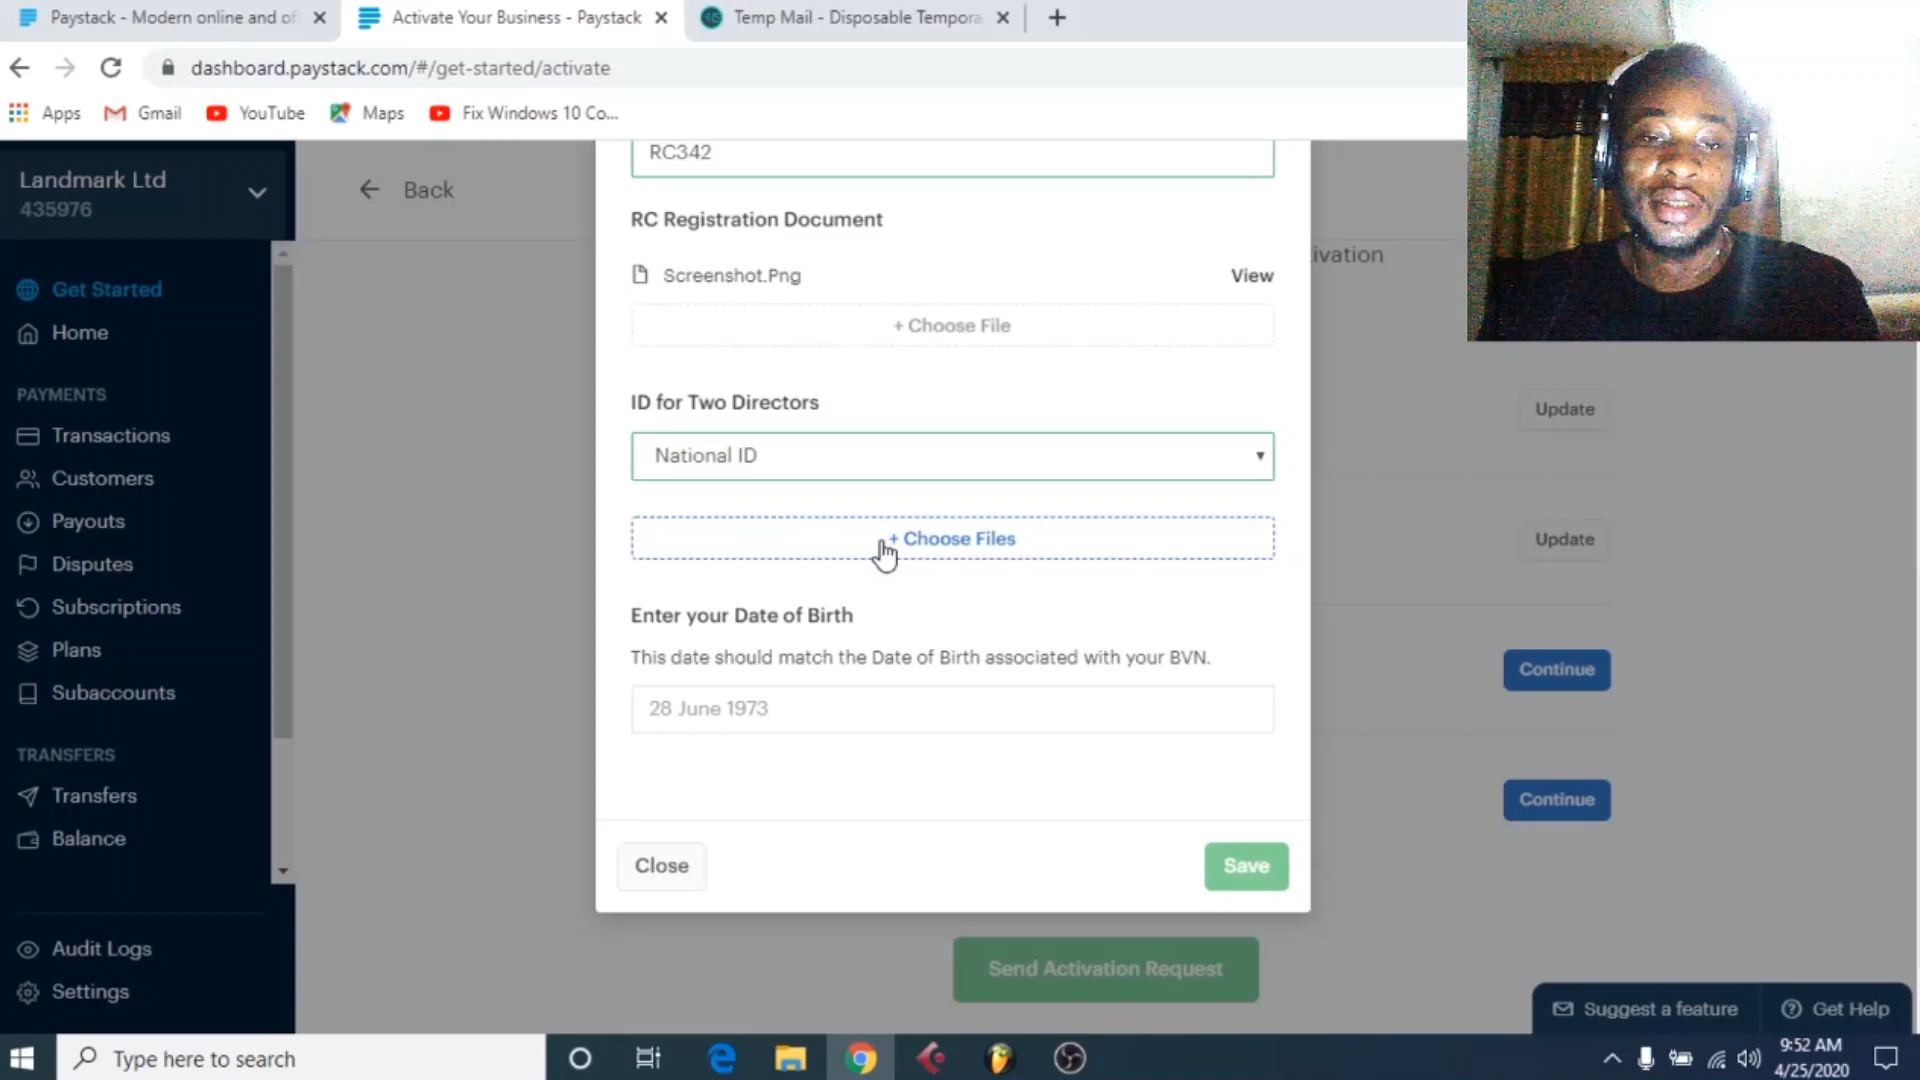 Paystack - Modern online and of
Activate Your Business - Paystack
Temp Mail - Disposable Tempora
dashboard.paystack.com/#/get-started/activate
Apps
Gmail
YouTube
Maps
Fix Windows 10 Co...
Landmark Ltd
435976
Back
Get Started
Home
PAYMENTS
Transactions
Customers
Payouts
Disputes
Subscriptions
Plans
Subaccounts
TRANSFERS
Transfers
Balance
Audit Logs
Settings
RC342
RC Registration Document
Screenshot.Png
View
+ Choose File
ID for Two Directors
National ID
+ Choose Files
Enter your Date of Birth
This date should match the Date of Birth associated with your BVN.
28 June 1973
Close
Save
ivation
Update
Update
Continue
Continue
Send Activation Request
Suggest a feature
Get Help
Type here to search
9:52 AM
4/25/2020